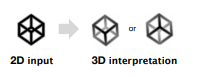 or
2D input 3D interpretation